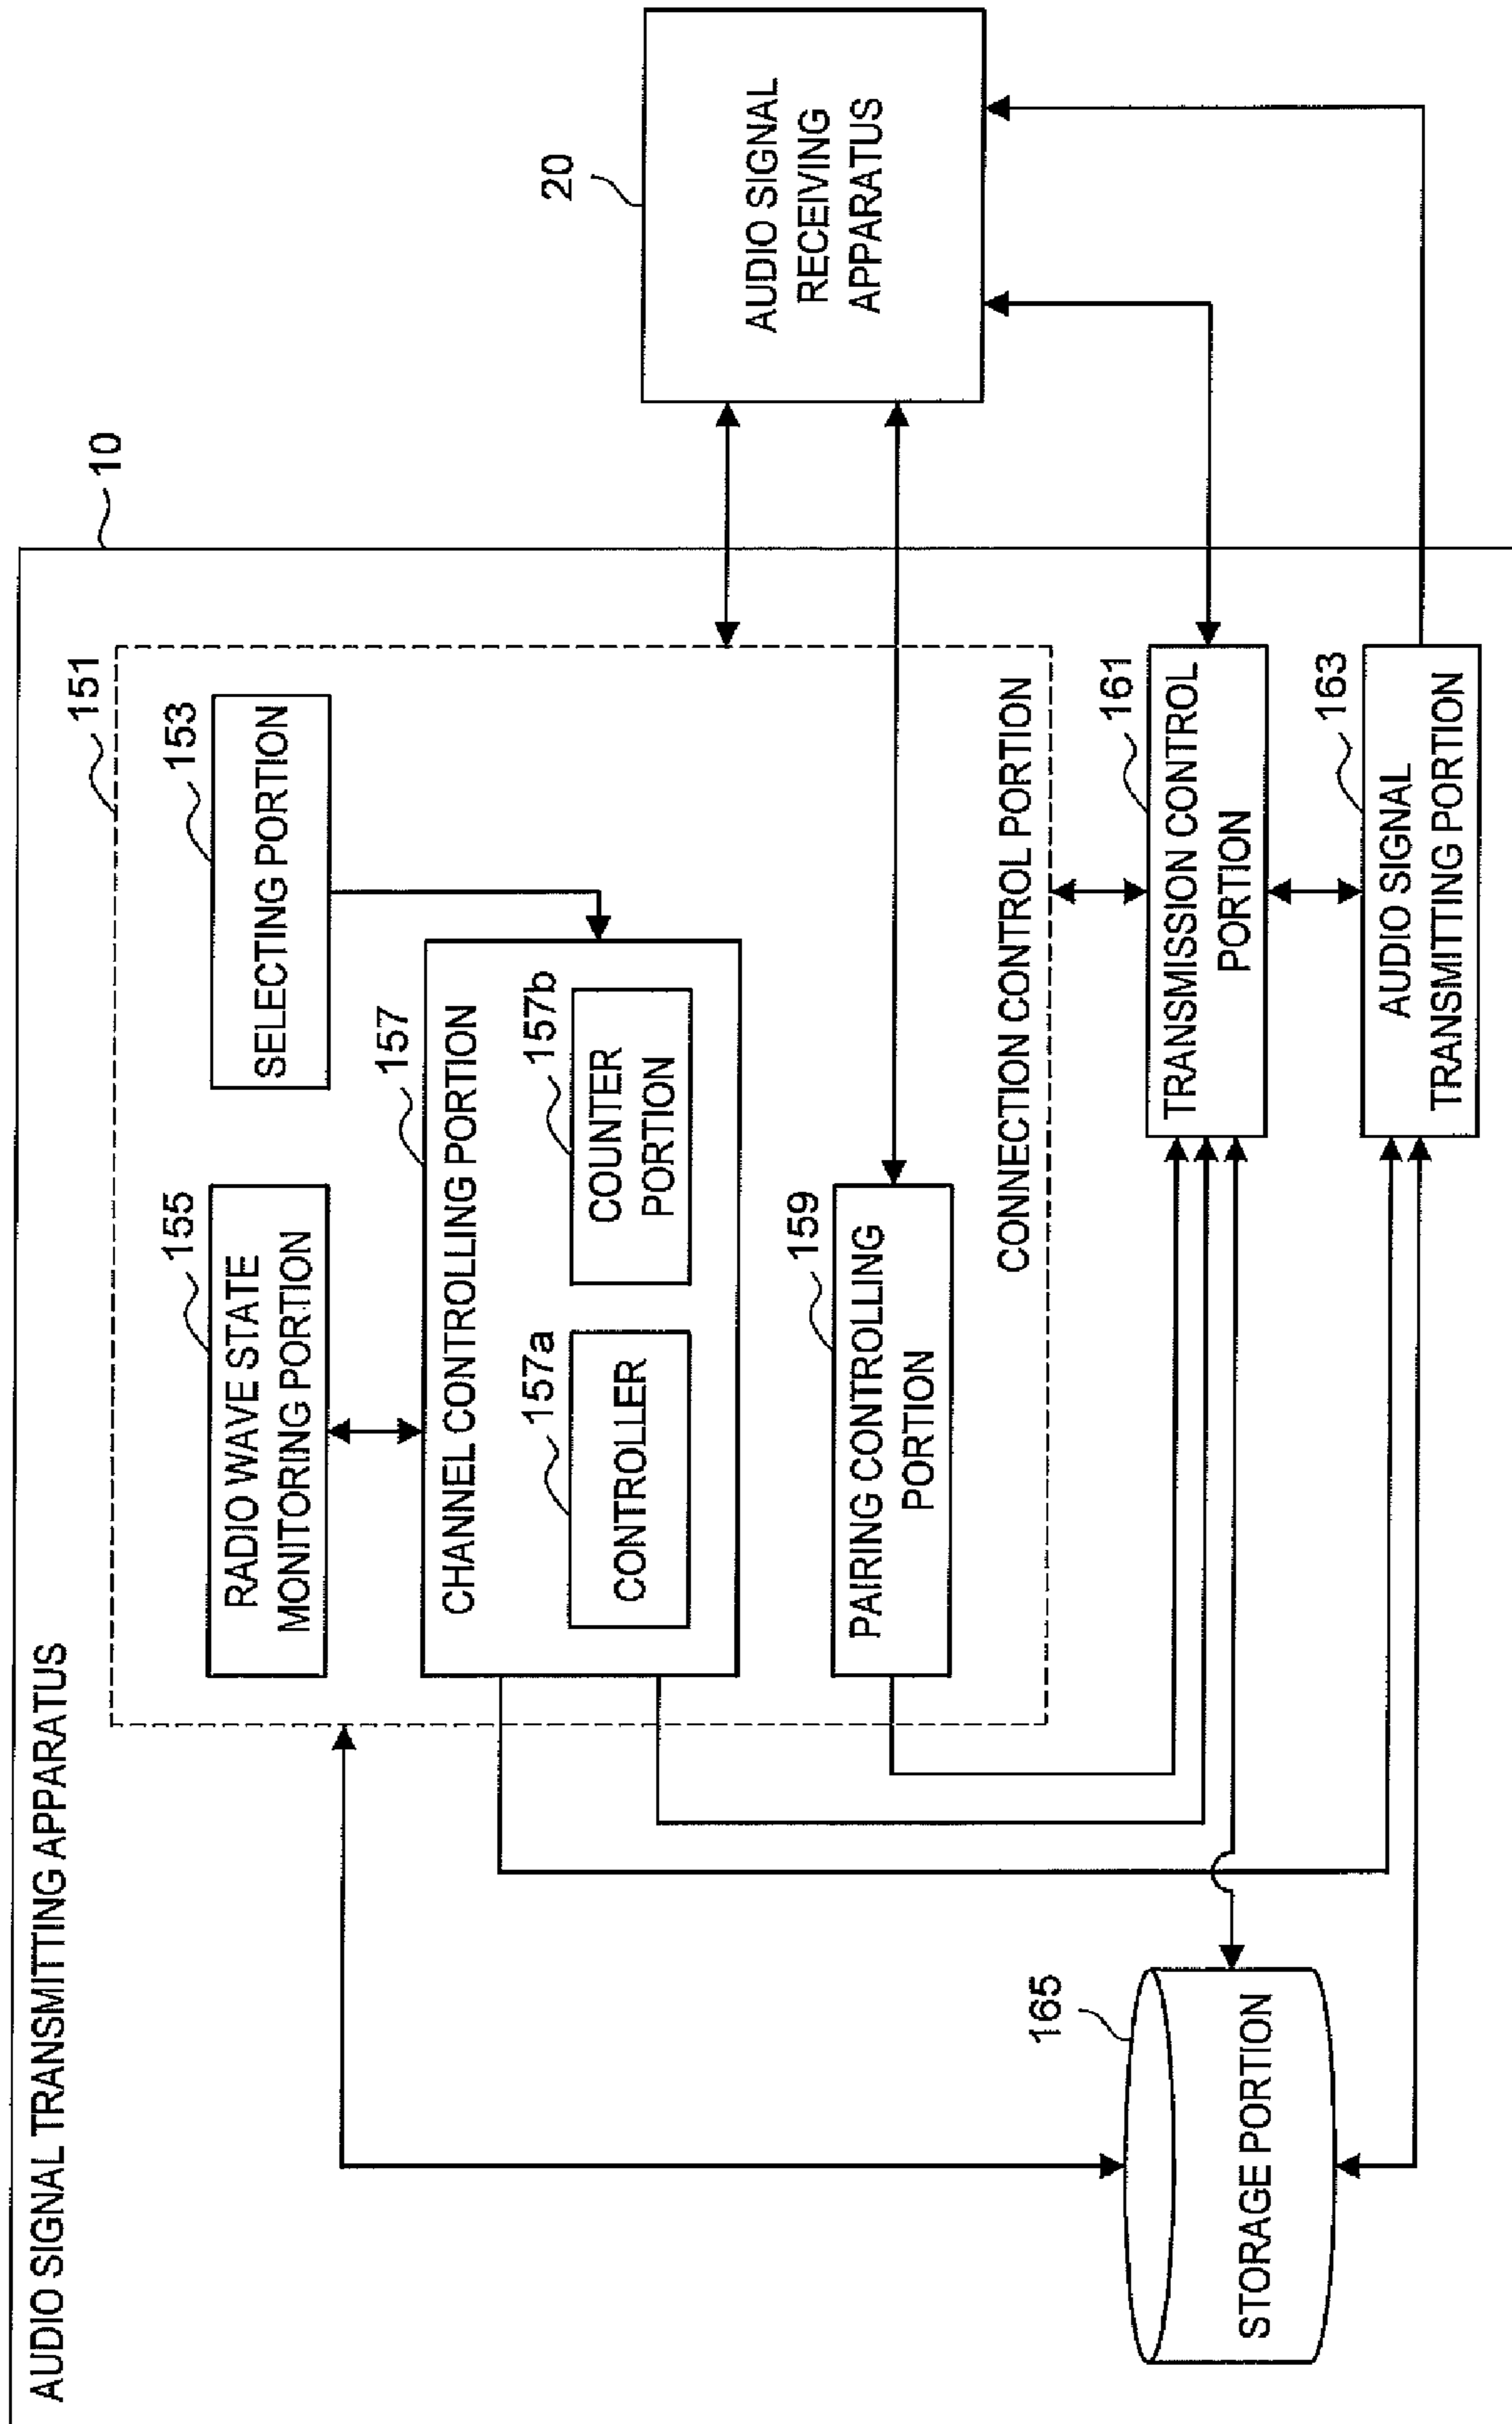 AUDIO SIGNAL TRANSMITTING APPARATUS
10
151
155
RADIO WAVE STATE
MONITORING PORTION
153
SELECTING PORTION
157
CHANNEL CONTROLLING PORTION
157a
CONTROLLER
157b
COUNTER
PORTION
159
PAIRING CONTROLLING
PORTION
CONNECTION CONTROL PORTION
20
AUDIO SIGNAL
RECEIVING
APPARATUS
161
TRANSMISSION CONTROL
PORTION
163
AUDIO SIGNAL
TRANSMITTING PORTION
165
STORAGE PORTION